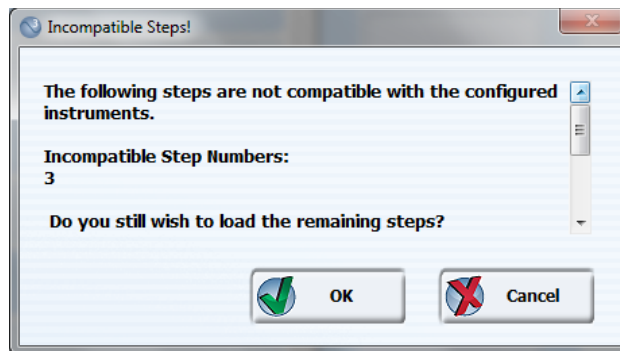 Incompatible Steps!
The following steps are not compatible with the configured
instruments.
Incompatible Step Numbers:
3
Do you still wish to load the remaining steps?
OK
Cancel